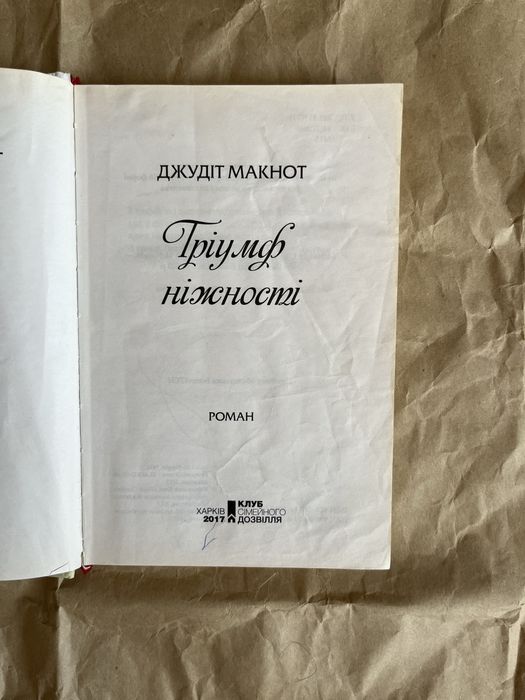 ДЖУДІТ МАКНОТ
Тріумф
ніжності
РОМАН
ХАРКІВ
2017
КЛУБ
СІМЕЙНОГО
ДОЗВІЛЛЯ